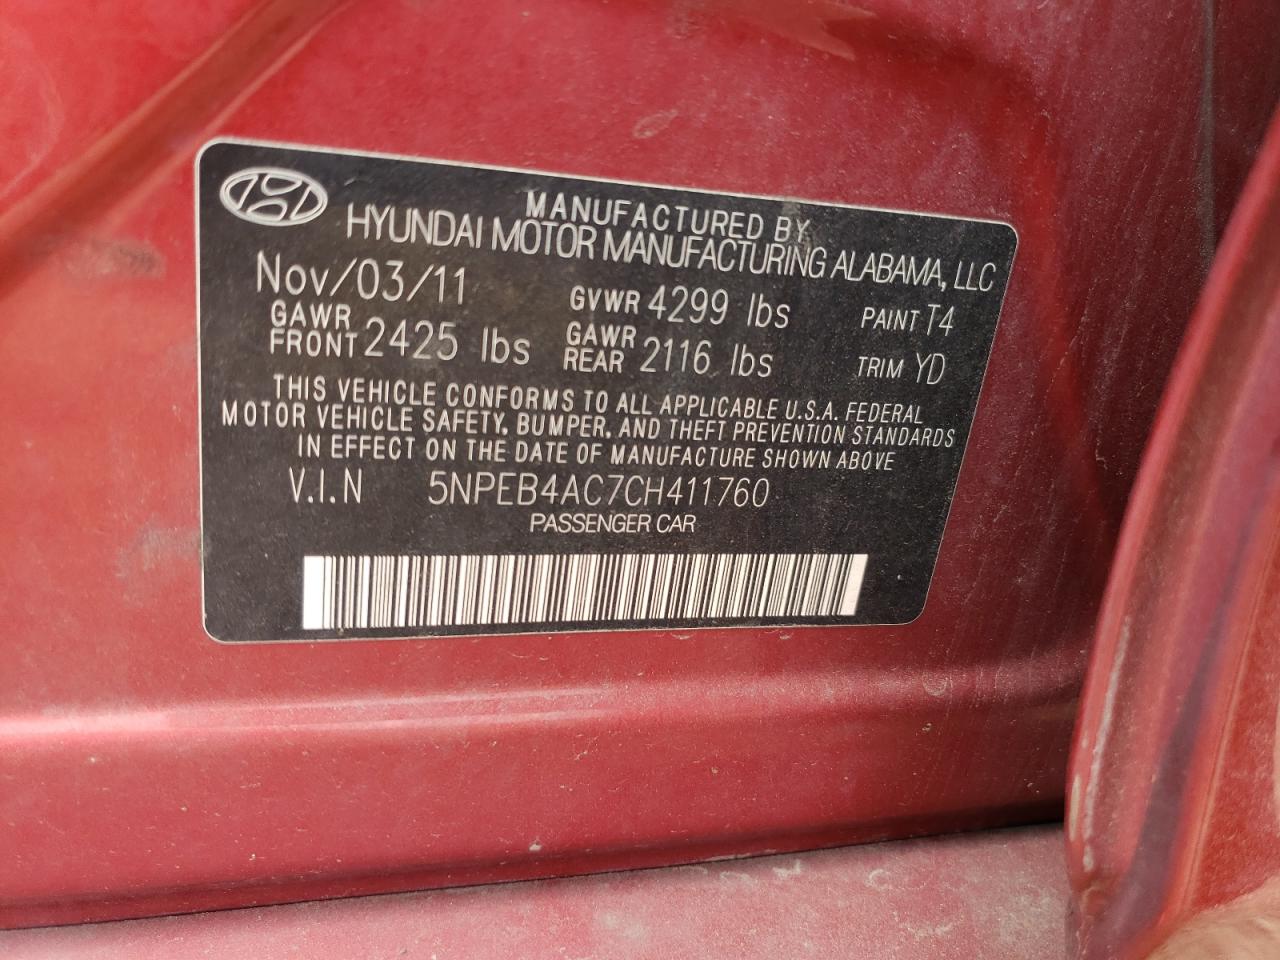 MANUFACTURED BY
HYUNDAI MOTOR MANUFACTURING ALABAMA, LLC
Nov/03/11 GVWR 4299 lbs PAINT T4
GAWR FRONT 2425 lbs GAWR REAR 2116 lbs TRIM YD
THIS VEHICLE CONFORMS TO ALL APPLICABLE U.S.A. FEDERAL
MOTOR VEHICLE SAFETY, BUMPER, AND THEFT PREVENTION STANDARDS
IN EFFECT ON THE DATE OF MANUFACTURE SHOWN ABOVE
V.I.N 5NPEB4AC7CH411760
PASSENGER CAR